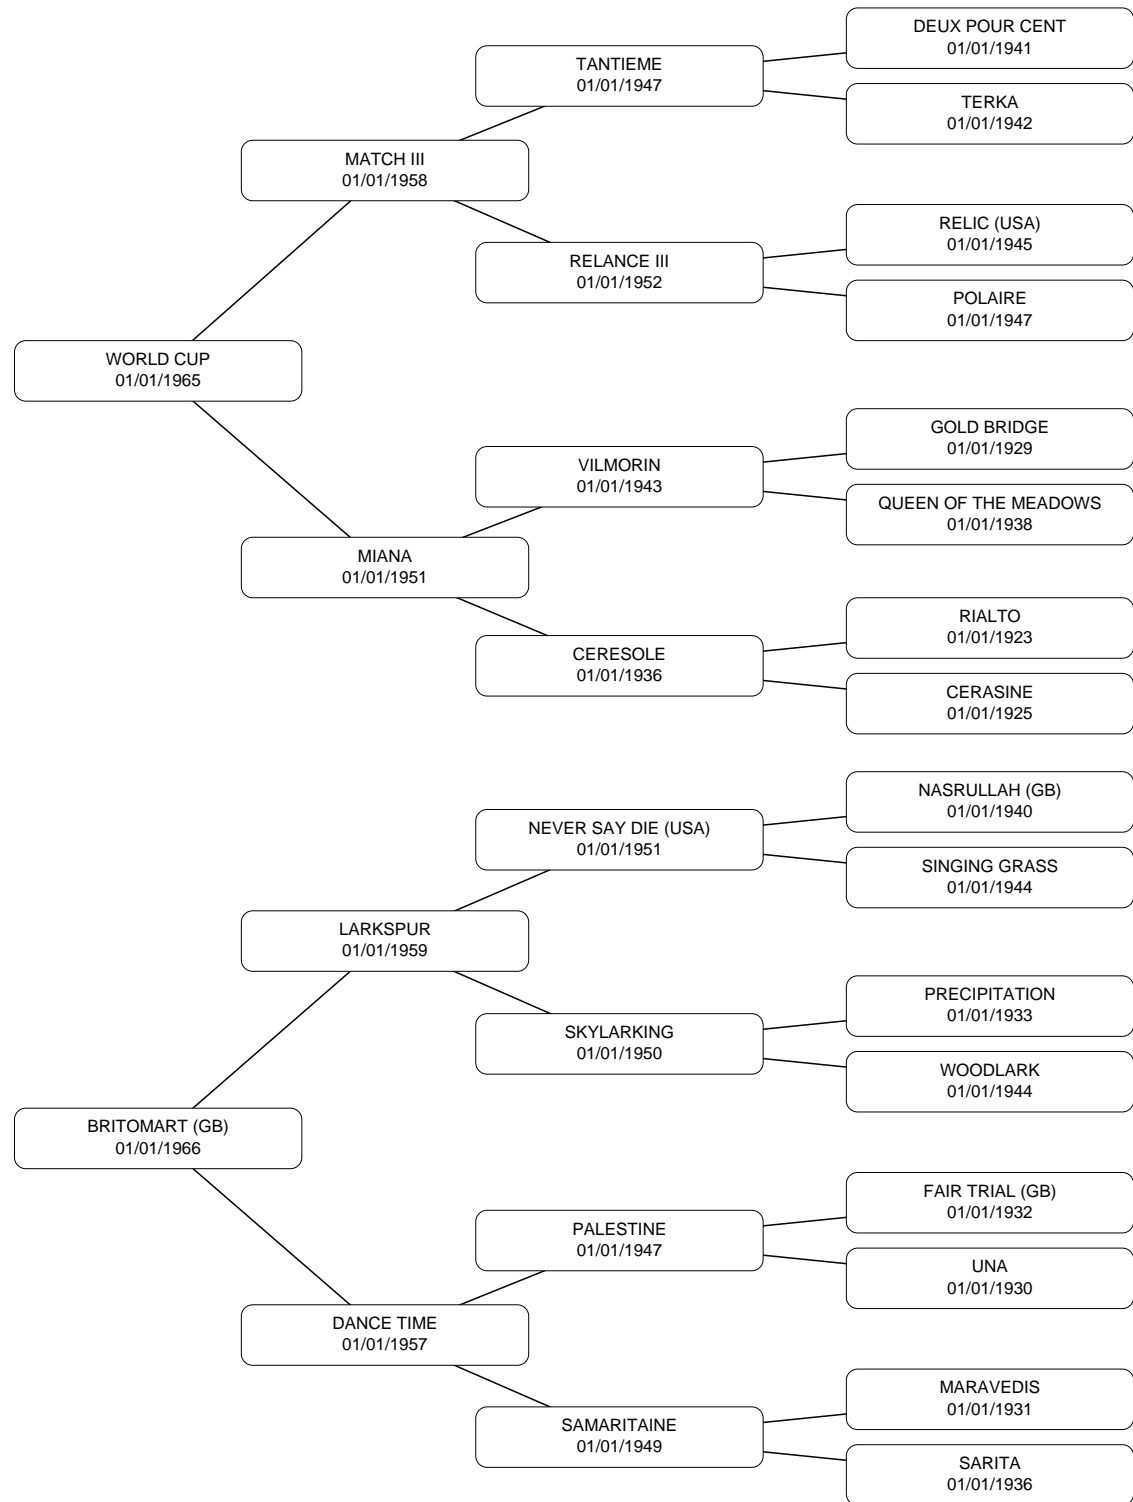 DEUX POUR CENT
01/01/1941
TANTIEME
01/01/1947
TERKA
01/01/1942
MATCH III
01/01/1958
RELIC (USA)
01/01/1945
RELANCE III
01/01/1952
POLAIRE
01/01/1947
WORLD CUP
01/01/1965
GOLD BRIDGE
01/01/1929
VILMORIN
01/01/1943
QUEEN OF THE MEADOWS
01/01/1938
MIANA
01/01/1951
RIALTO
01/01/1923
CERESOLE
01/01/1936
CERASINE
01/01/1925
NASRULLAH (GB)
01/01/1940
NEVER SAY DIE (USA)
01/01/1951
SINGING GRASS
01/01/1944
LARKSPUR
01/01/1959
PRECIPITATION
01/01/1933
SKYLARKING
01/01/1950
WOODLARK
01/01/1944
BRITOMART (GB)
01/01/1966
FAIR TRIAL (GB)
01/01/1932
PALESTINE
01/01/1947
UNA
01/01/1930
DANCE TIME
01/01/1957
MARAVEDIS
01/01/1931
SAMARITAINE
01/01/1949
SARITA
01/01/1936